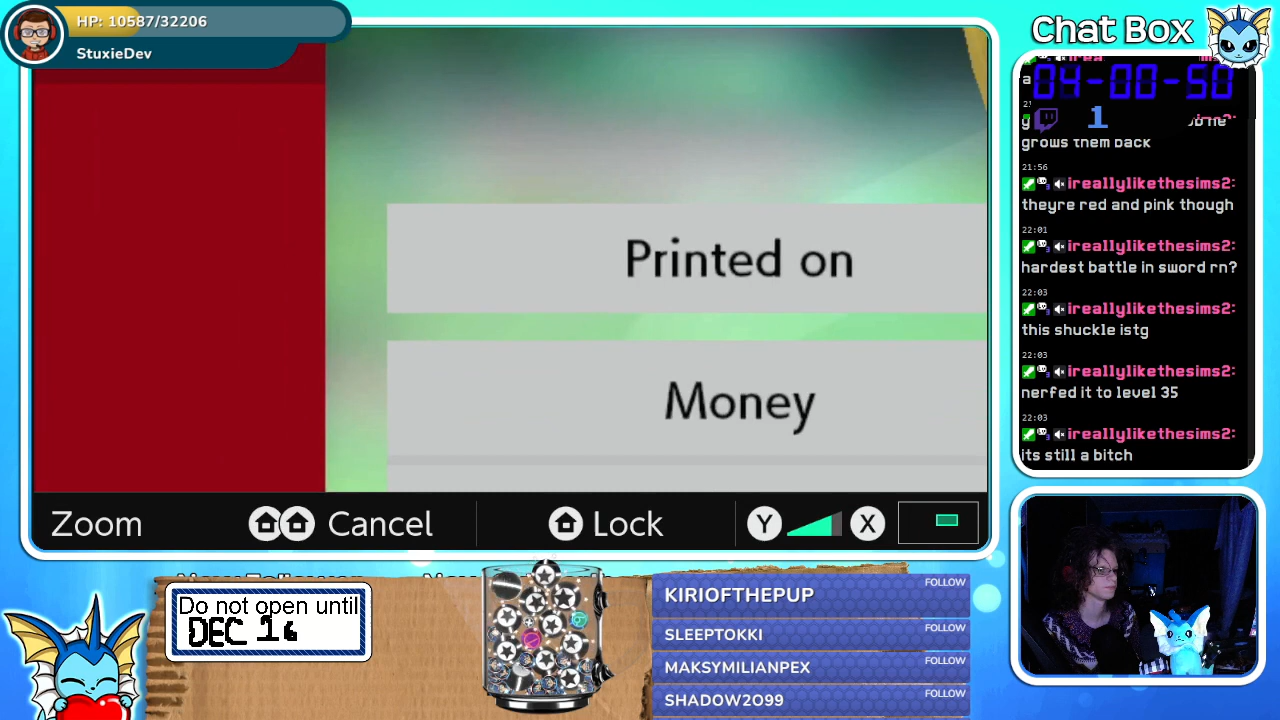 HP: 10587/32206
StuxieDev
Printed on
Money
Zoom
Cancel
Lock
Y
X
Do not open until
DEC 16
KIRIOFTHEPUP
FOLLOW
SLEEPTOKKI
FOLLOW
MAKSYMILIANPEX
FOLLOW
SHADOW2099
FOLLOW
Chat Box
04-00-50
1
grows them back
21:56
ireallylikethesims2:
theyre red and pink though
22:01
ireallylikethesims2:
hardest battle in sword rn?
22:03
ireallylikethesims2:
this shuckle istg
22:03
ireallylikethesims2:
nerfed it to level 35
22:03
ireallylikethesims2:
its still a bitch